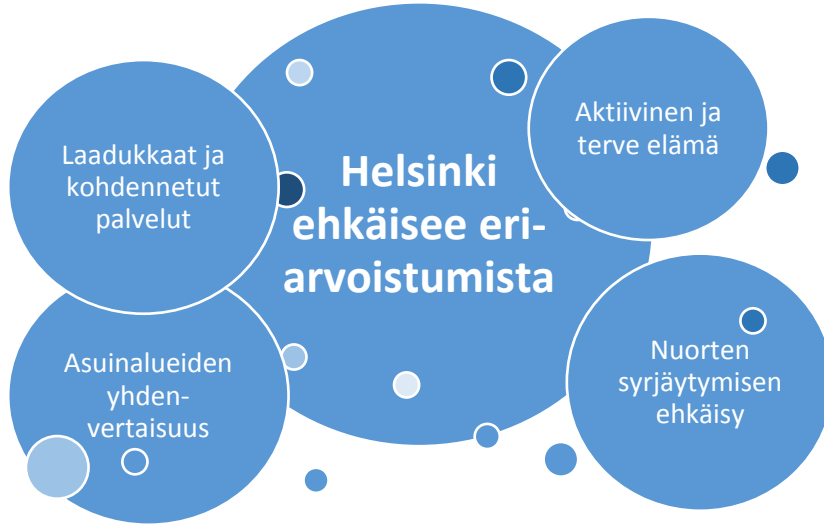 Helsinki
ehkäisee eri-
arvoistumista
Laadukkaat ja
kohdennetut
palvelut
Aktiivinen ja
terve elämä
Asuinalueiden
yhden-
vertaisuus
Nuorten
syrjäytymisen
ehkäisy